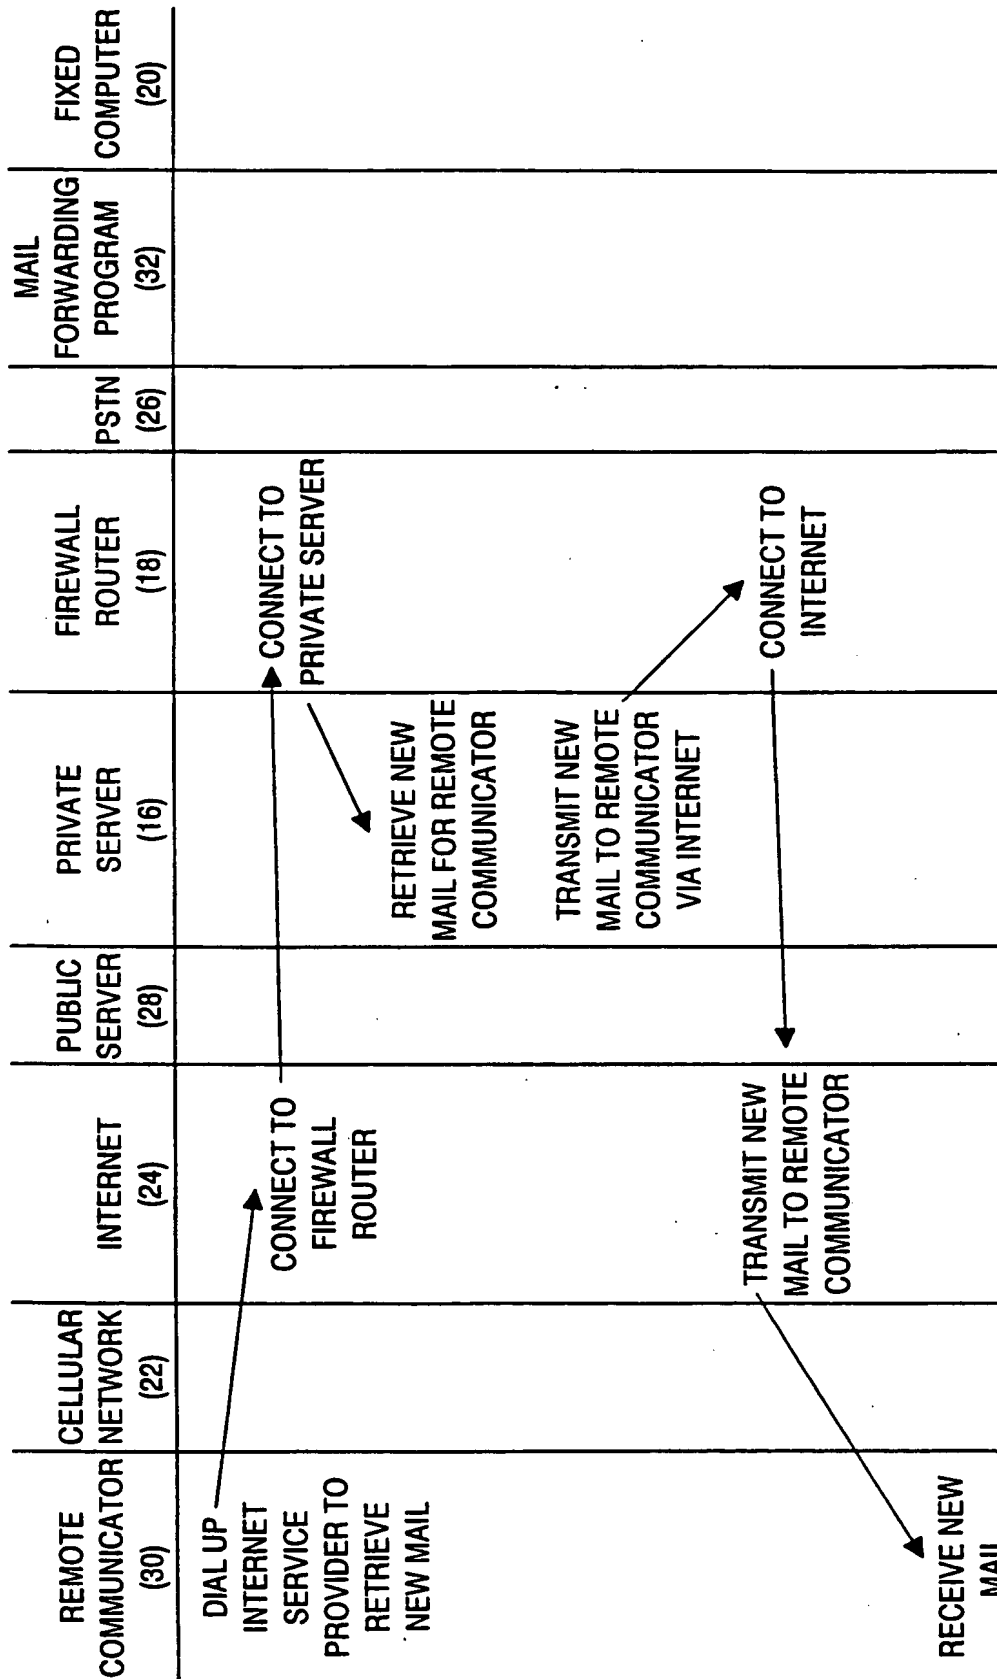 REMOTE
COMMUNICATOR
(30)
CELLULAR
NETWORK
(22)
INTERNET
(24)
PUBLIC
SERVER
(28)
PRIVATE
SERVER
(16)
FIREWALL
ROUTER
(18)
PSTN
(26)
MAIL
FORWARDING
PROGRAM
(32)
FIXED
COMPUTER
(20)
DIAL UP
INTERNET
SERVICE
PROVIDER TO
RETRIEVE
NEW MAIL
CONNECT TO
FIREWALL
ROUTER
CONNECT TO
PRIVATE SERVER
RETRIEVE NEW
MAIL FOR REMOTE
COMMUNICATOR
TRANSMIT NEW
MAIL TO REMOTE
COMMUNICATOR
VIA INTERNET
CONNECT TO
INTERNET
TRANSMIT NEW
MAIL TO REMOTE
COMMUNICATOR
RECEIVE NEW
MAIL